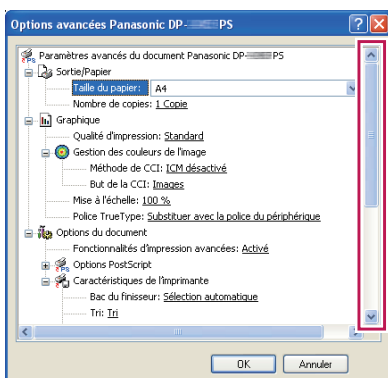 Options avancées Panasonic DP- PS
Paramètres avancés du document Panasonic DP- PS
Sortie/Papier
Taille du papier: A4
Nombre de copies: 1 Copie
Graphique
Qualité d'impression: Standard
Gestion des couleurs de l'image
Méthode de CCI: ICM désactivé
But de la CCI: Images
Mise à l'échelle: 100 %
Police TrueType: Substituer avec la police du périphérique
Options du document
Fonctionnalités d'impression avancées: Activé
Options PostScript
Caractéristiques de l'imprimante
Bac du finisseur: Sélection automatique
Tri: Tri
OK Annuler